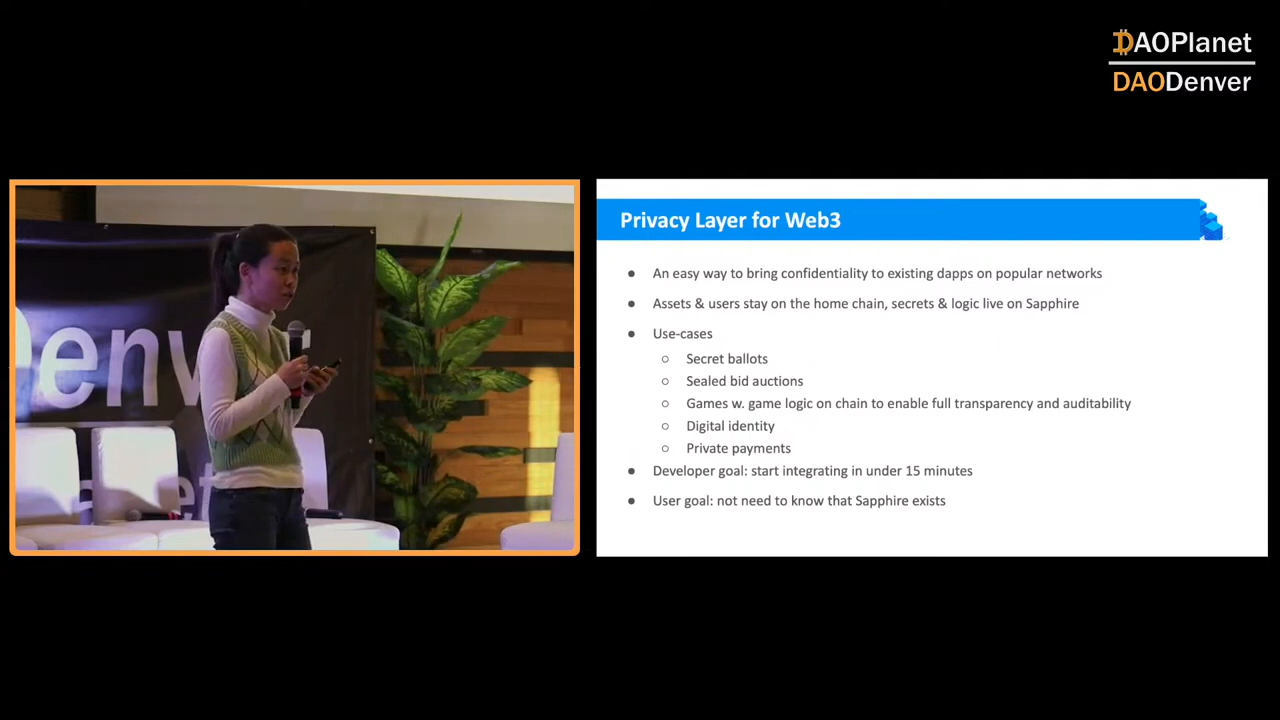 DAOPlanet
DAODenver
Privacy Layer for Web3
● An easy way to bring confidentiality to existing dapps on popular networks
● Assets & users stay on the home chain, secrets & logic live on Sapphire
● Use-cases
○ Secret ballots
○ Sealed bid auctions
○ Games w. game logic on chain to enable full transparency and auditability
○ Digital identity
○ Private payments
● Developer goal: start integrating in under 15 minutes
● User goal: not need to know that Sapphire exists